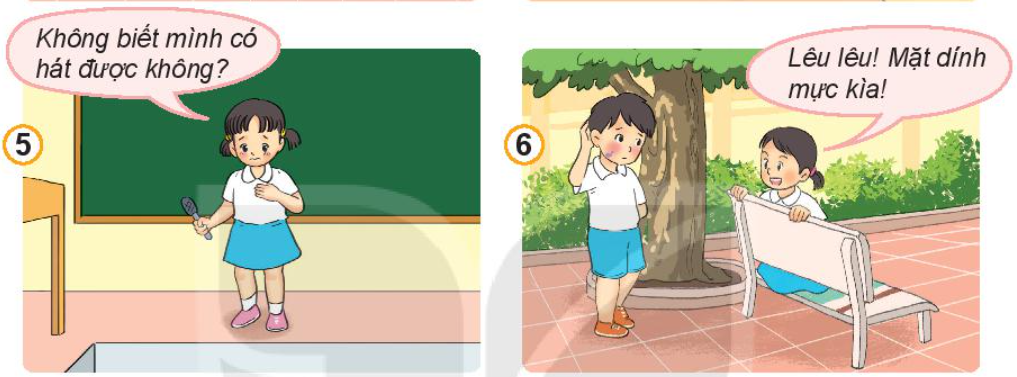 Không biết mình có
hát được không?
5
Lêu lêu! Mặt dính
mực kìa!
6